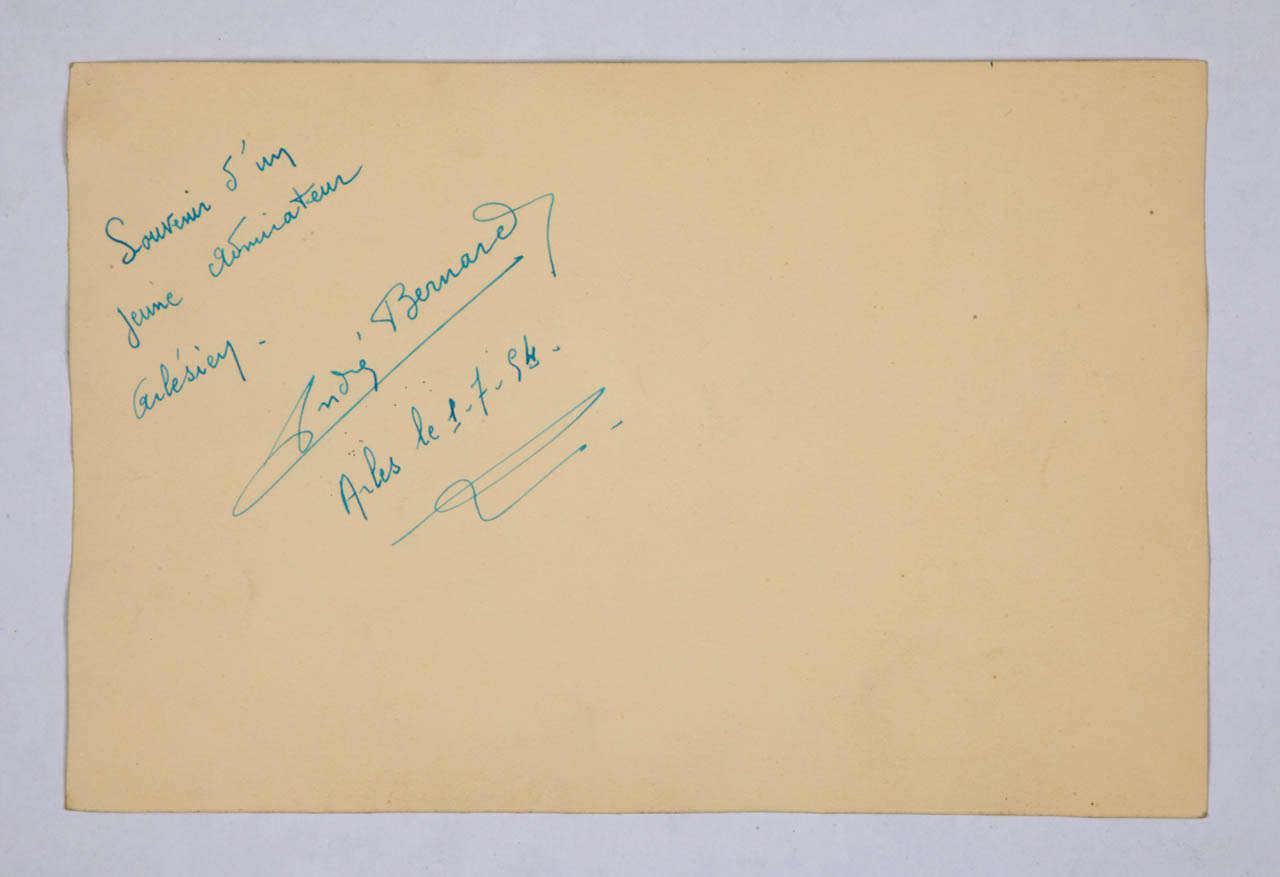 Souvenir d'un
jeune admirateur
arlésien.
André Bernard
Arles le 1-7-54.